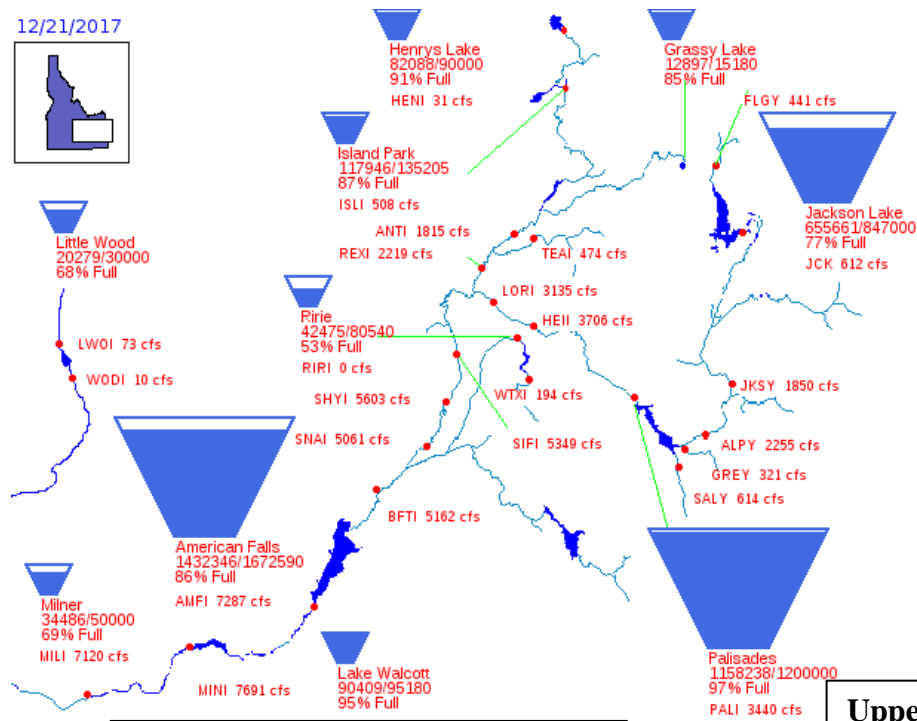 12/21/2017
Henrys Lake
82088/90000
91% Full
HENI 31 cfs
Grassy Lake
12897/15180
85% Full
FLGY 441 cfs
Island Park
117946/135205
87% Full
ISLI 508 cfs
Jackson Lake
655661/847000
77% Full
JCK 612 cfs
Little Wood
20279/30000
68% Full
ANTI 1815 cfs
REXI 2219 cfs
TEAI 474 cfs
LORI 3135 cfs
HEII 3706 cfs
Ririe
42475/80540
53% Full
RIRI 0 cfs
LWOI 73 cfs
WODI 10 cfs
WTXI 194 cfs
JKSY 1850 cfs
SHYI 5603 cfs
SNAI 5061 cfs
SIFI 5349 cfs
ALPY 2255 cfs
GREY 321 cfs
SALY 614 cfs
BFTI 5162 cfs
American Falls
1432346/1672590
86% Full
AMFI 7287 cfs
Milner
34486/50000
69% Full
MILI 7120 cfs
MINI 7691 cfs
Lake Walcott
90409/95180
95% Full
Palisades
1158238/1200000
97% Full
PALI 3440 cfs
Uppe